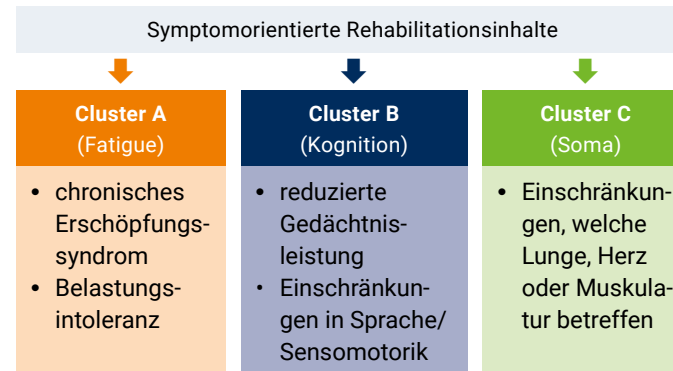 Symptomorientierte Rehabilitationsinhalte
Cluster A
(Fatigue)
• chronisches
Erschöpfungs-
syndrom
• Belastungs-
intoleranz
Cluster B
(Kognition)
• reduzierte
Gedächtnis-
leistung
• Einschränkun-
gen in Sprache/
Sensomotorik
Cluster C
(Soma)
• Einschränkun-
gen, welche
Lunge, Herz
oder Muskula-
tur betreffen